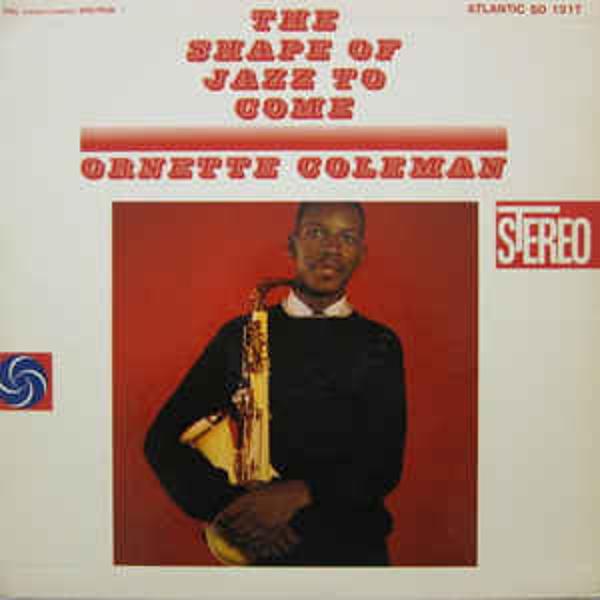 ATLANTIC SD 1317
THE
SHAPE OF
JAZZ TO
COME
ORNETTE COLEMAN
STEREO